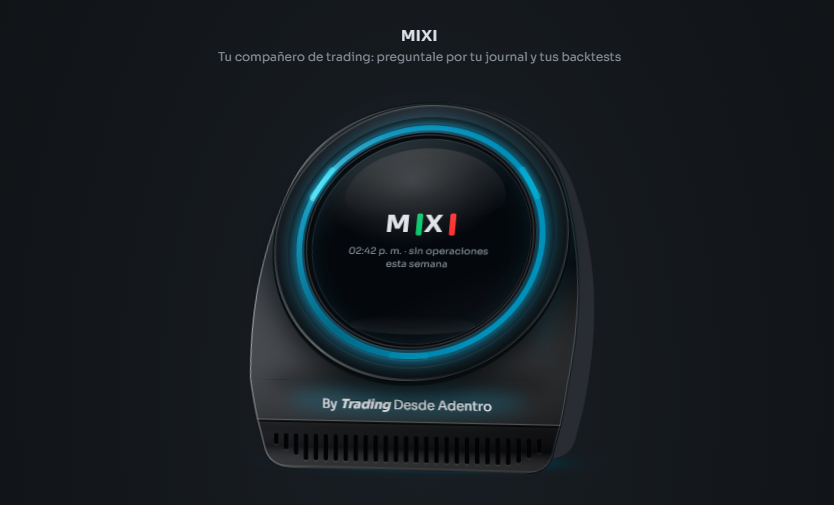 MIXI
Tu compañero de trading: preguntale por tu journal y tus backtests
MIXI
02:42 p. m. · sin operaciones
esta semana
By Trading Desde Adentro